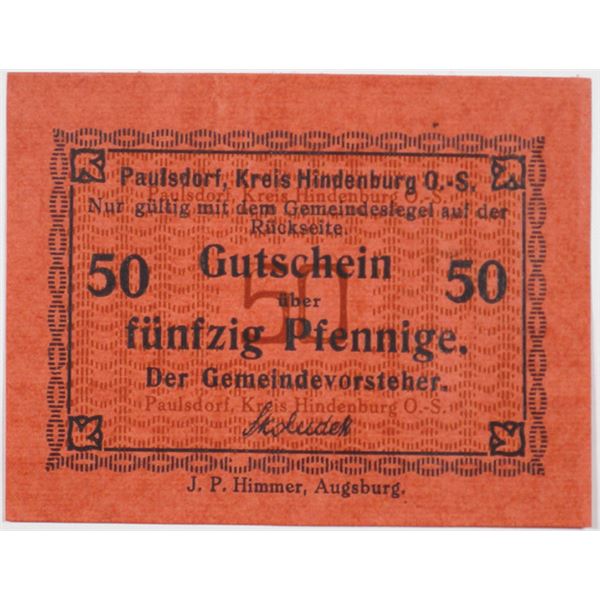 Paulsdorf, Kreis Hindenburg O.-S.
Paulsdorf, Kreis Hindenburg O.-S.
Nur gültig mit dem Gemeindesiegel auf der
Rückseite.
50 Gutschein 50
50
über
fünfzig Pfennige.
Der Gemeindevorsteher.
Paulsdorf, Kreis Hindenburg O.-S.
J. P. Himmer, Augsburg.